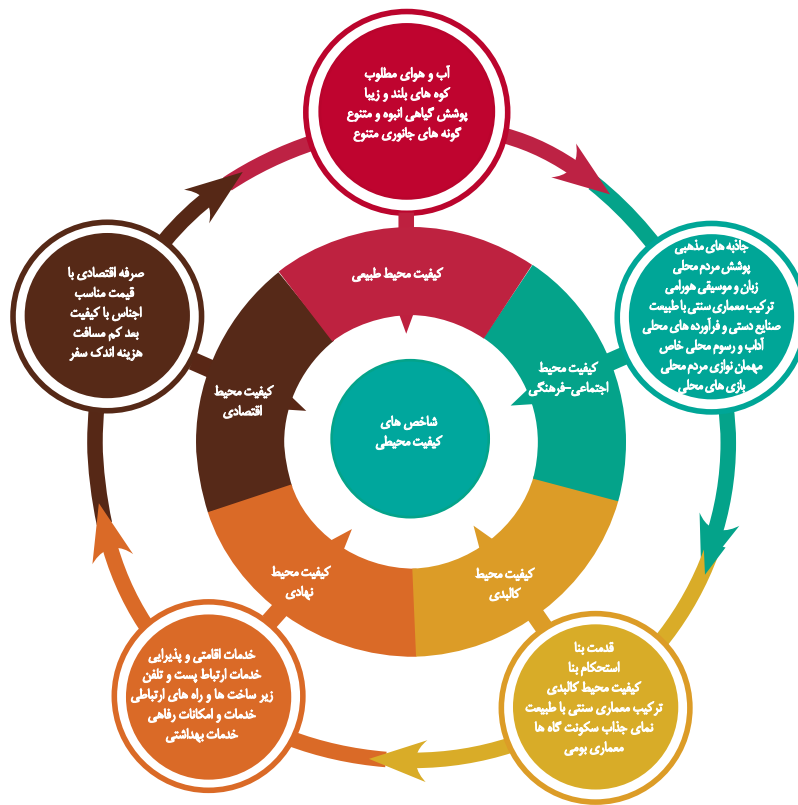 آب و هوای مطلوب
کوه های بلند و زیبا
پوشش گیاهی انبوه و متنوع
گونه های جانوری متنوع
کیفیت محیط طبیعی
جاذبه های مذهبی
پوشش مردم محلی
زبان و موسیقی هورامی
ترکیب معماری سنتی با طبیعت
صنایع دستی و فرآورده های محلی
آداب و رسوم محلی خاص
مهمان نوازی مردم محلی
بازی های محلی
کیفیت محیط
اجتماعی-فرهنگی
قدمت بنا
استحکام بنا
کیفیت محیط کالبدی
ترکیب معماری سنتی با طبیعت
نمای جذاب سکونت گاه ها
معماری بومی
کیفیت محیط
کالبدی
خدمات اقامتی و پذیرایی
خدمات ارتباط پست و تلفن
زیر ساخت ها و راه های ارتباطی
خدمات و امکانات رفاهی
خدمات بهداشتی
کیفیت محیط
نهادی
صرفه اقتصادی با
قیمت مناسب
اجناس با کیفیت
بعد کم مسافت
هزینه اندک سفر
کیفیت محیط
اقتصادی
شاخص های
کیفیت محیطی